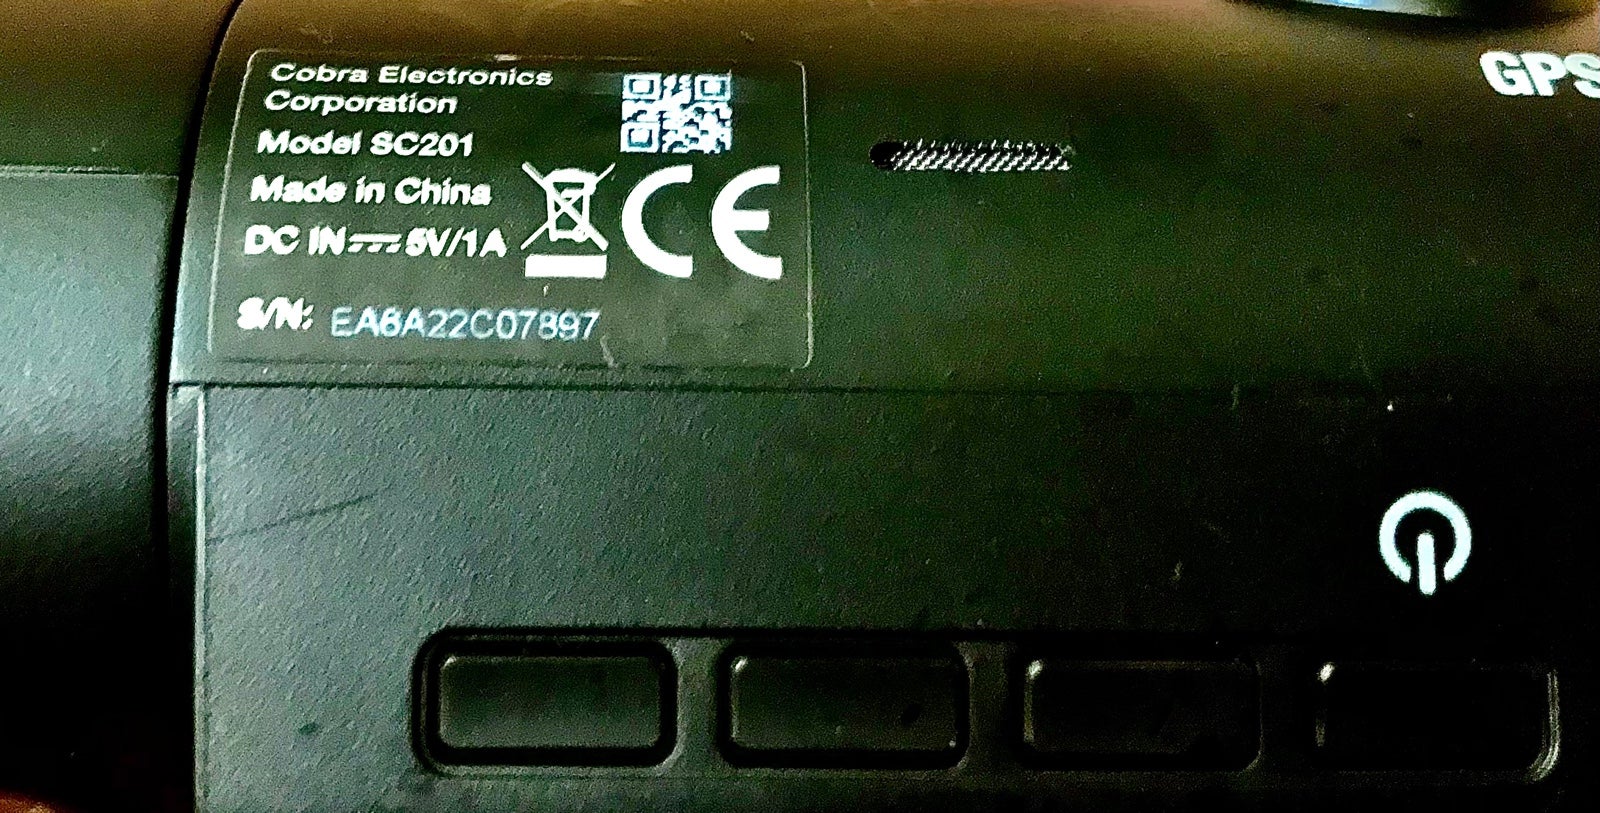 Cobra Electronics
Corporation
Model SC201
Made in China
DC IN⎓5V/1A
CE
S/N: EA6A22C07897
GPS